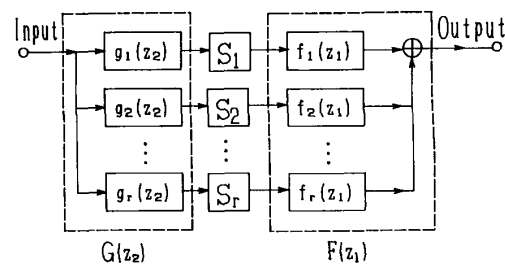 Input Output
g₁(z₂) S₁ f₁(z₁)
g₂(z₂) S₂ f₂(z₁)
⋮ ⋮ ⋮
gᵣ(z₂) Sᵣ fᵣ(z₁)
G(z₂) F(z₁)